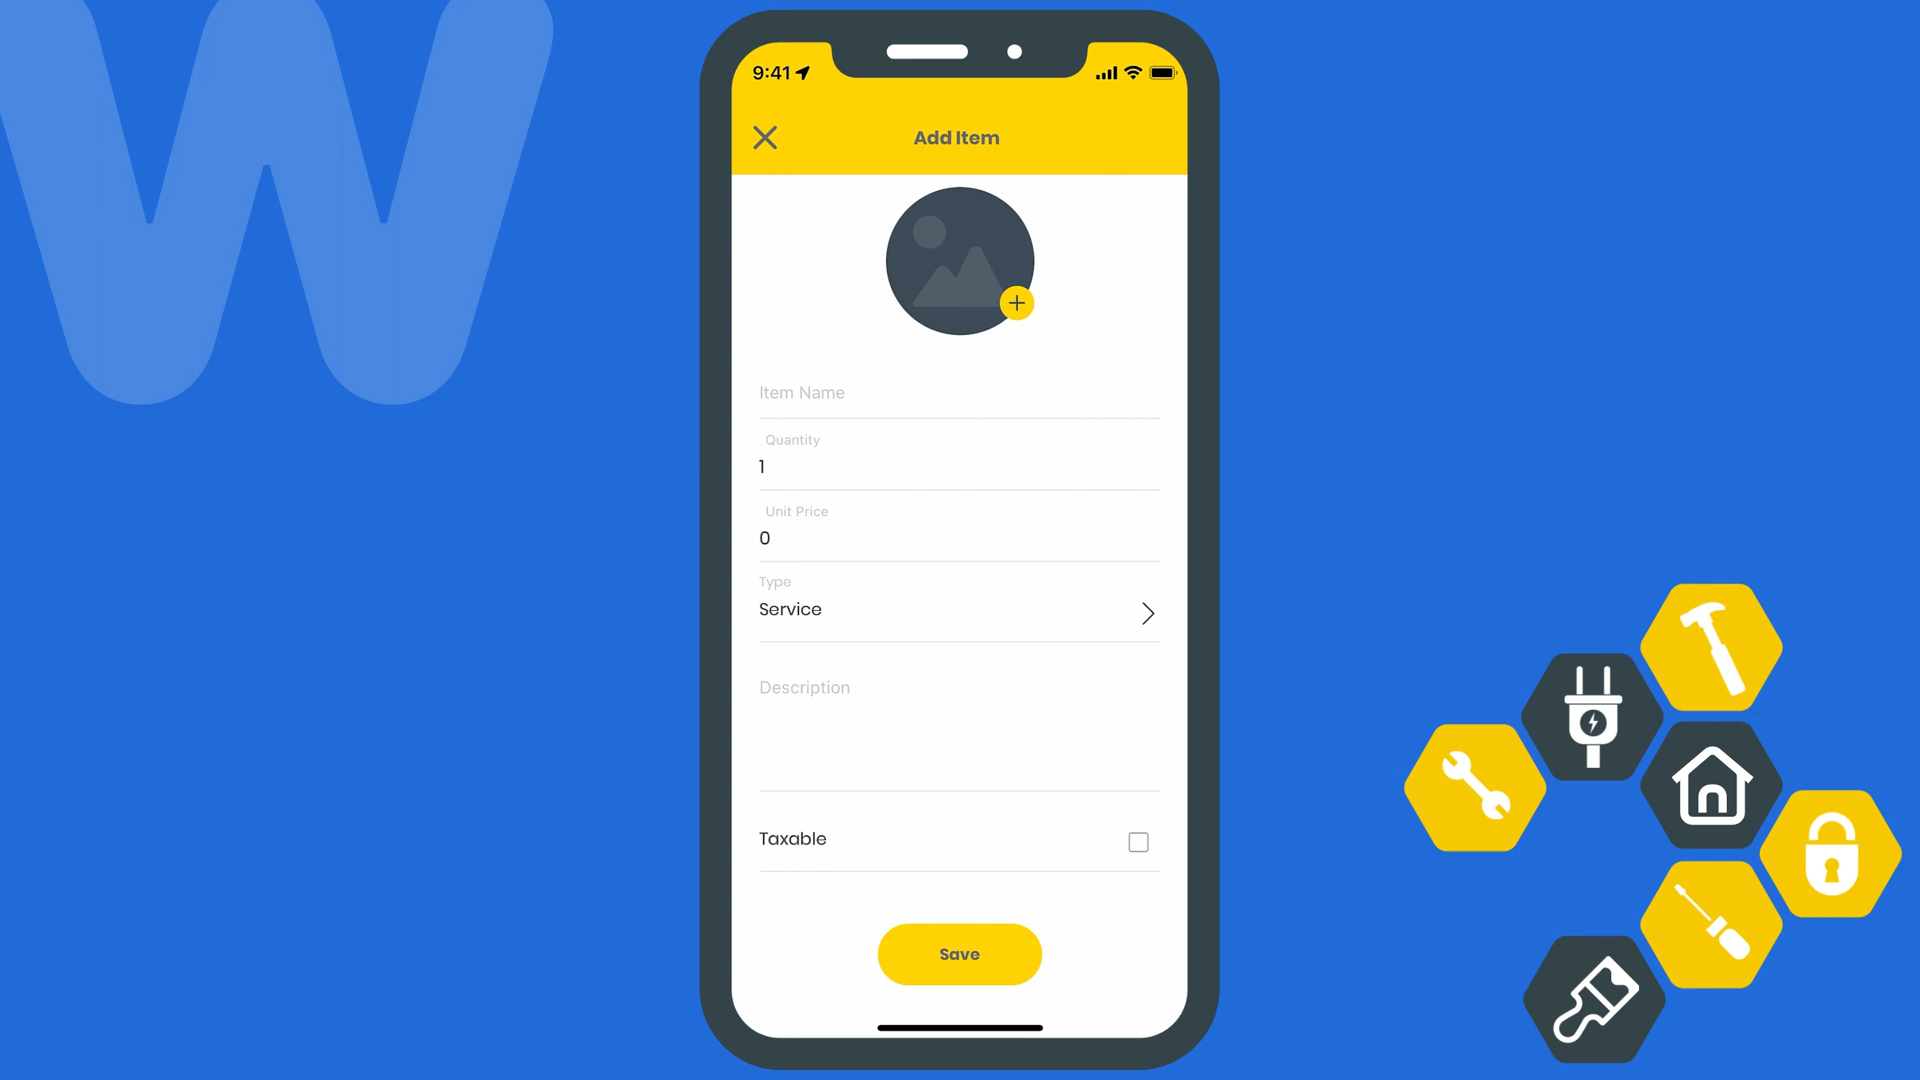 W
9:41
Add Item
Item Name
Quantity
1
Unit Price
0
Type
Service
Description
Taxable
Save